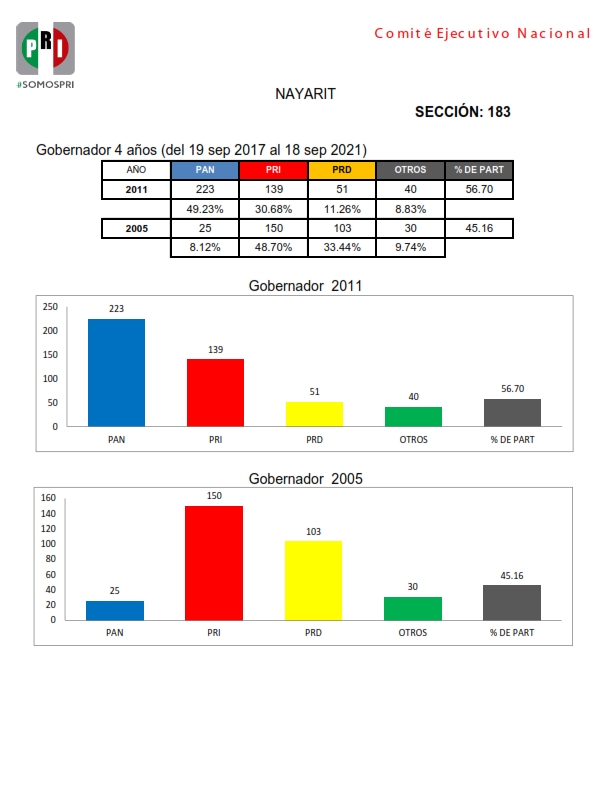 PRI
#SOMOSPRI
Comité Ejecutivo Nacional
NAYARIT
SECCIÓN: 183
Gobernador 4 años (del 19 sep 2017 al 18 sep 2021)
AÑO PAN PRI PRD OTROS % DE PART
2011 223 139 51 40 56.70
49.23% 30.68% 11.26% 8.83%
2005 25 150 103 30 45.16
8.12% 48.70% 33.44% 9.74%
Gobernador 2011
250
200
150
100
50
0
223
139
51
40
56.70
PAN PRI PRD OTROS % DE PART
Gobernador 2005
160
140
120
100
80
60
40
20
0
25
150
103
30
45.16
PAN PRI PRD OTROS % DE PART